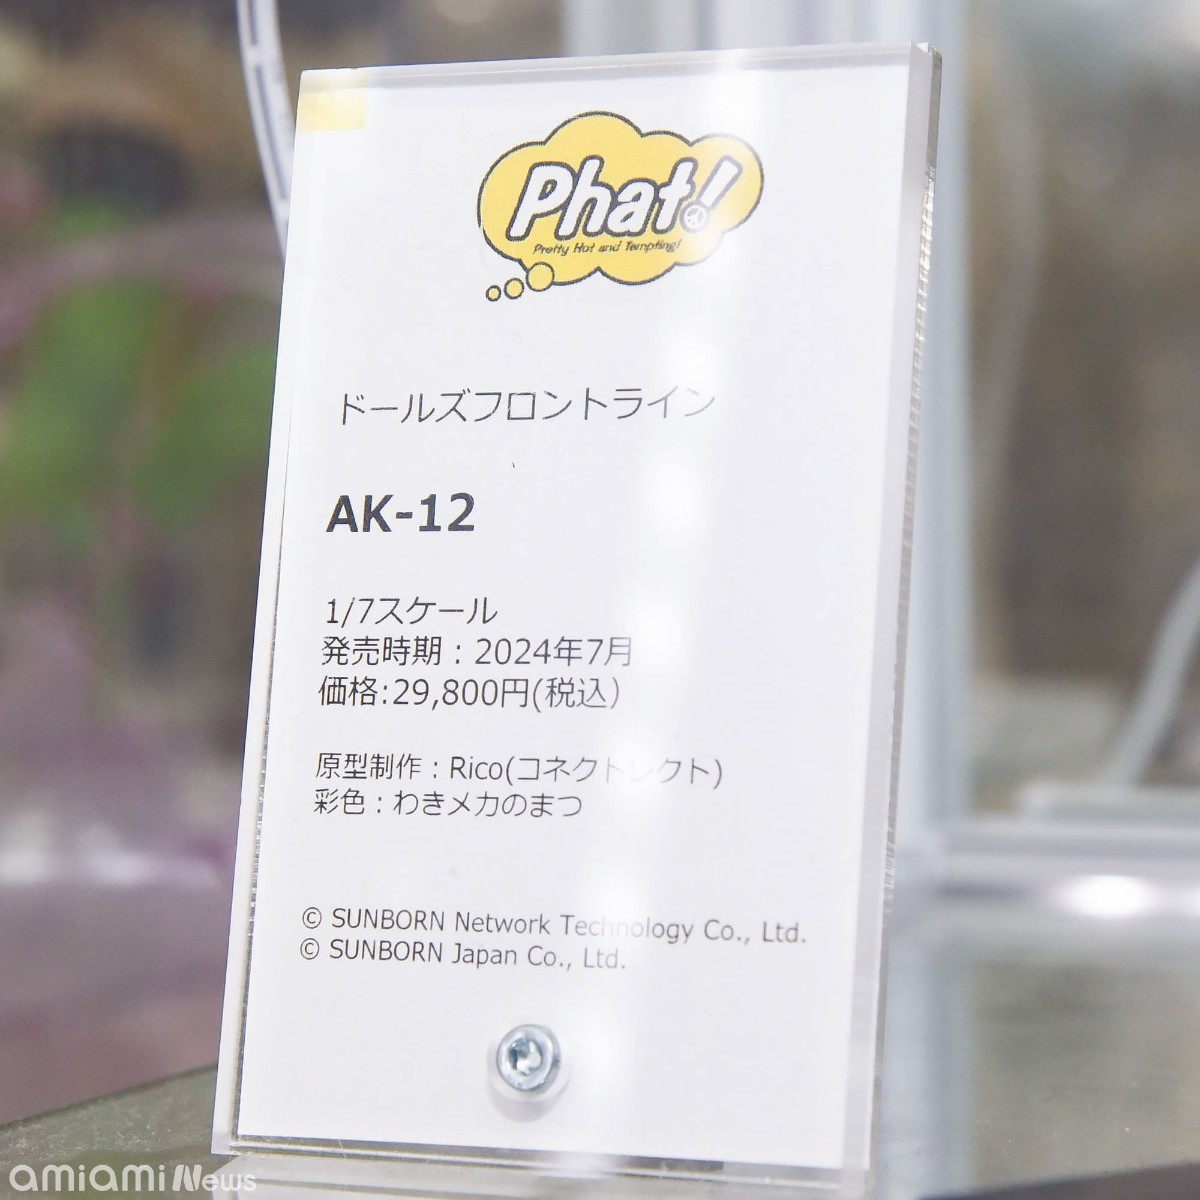 Phat!
Pretty Hot and Tempting!
ドールズフロントライン
AK-12
1/7スケール
発売時期：2024年7月
価格:29,800円(税込）
原型制作：Rico(コネクトレクト)
彩色：わきメカのまつ
© SUNBORN Network Technology Co., Ltd.
© SUNBORN Japan Co., Ltd.
amiami News